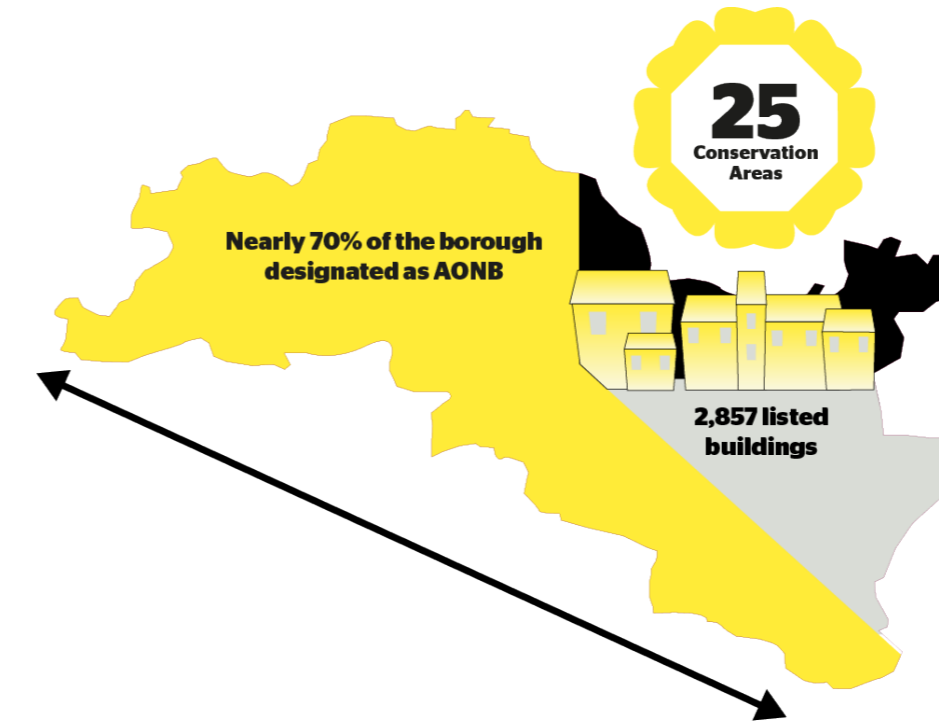 25
Conservation
Areas
Nearly 70% of the borough
designated as AONB
2,857 listed
buildings